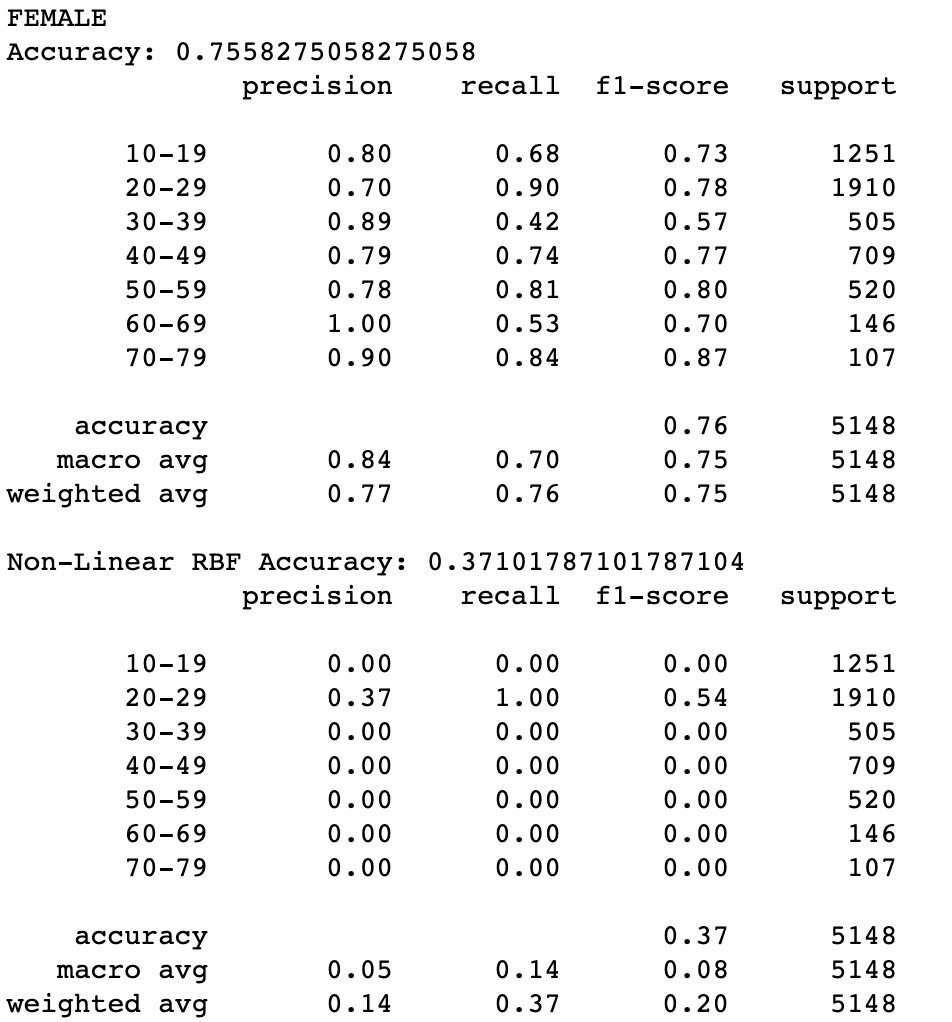 FEMALE
Accuracy: 0.7558275058275058
precision recall f1-score support
10-19 0.80 0.68 0.73 1251
20-29 0.70 0.90 0.78 1910
30-39 0.89 0.42 0.57 505
40-49 0.79 0.74 0.77 709
50-59 0.78 0.81 0.80 520
60-69 1.00 0.53 0.70 146
70-79 0.90 0.84 0.87 107
accuracy 0.76 5148
macro avg 0.84 0.70 0.75 5148
weighted avg 0.77 0.76 0.75 5148
Non-Linear RBF Accuracy: 0.37101787101787104
precision recall f1-score support
10-19 0.00 0.00 0.00 1251
20-29 0.37 1.00 0.54 1910
30-39 0.00 0.00 0.00 505
40-49 0.00 0.00 0.00 709
50-59 0.00 0.00 0.00 520
60-69 0.00 0.00 0.00 146
70-79 0.00 0.00 0.00 107
accuracy 0.37 5148
macro avg 0.05 0.14 0.08 5148
weighted avg 0.14 0.37 0.20 5148